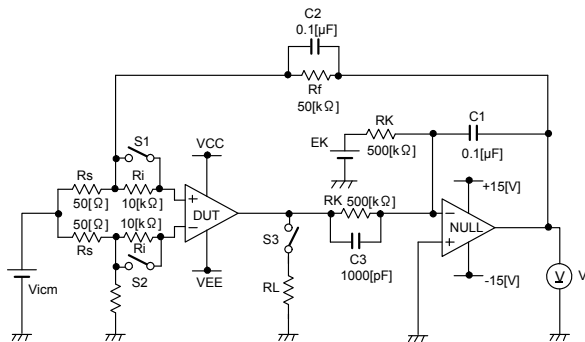 C2
0.1[μF]
Rf
50[kΩ]
RK
500[kΩ]
EK
C1
0.1[μF]
S1
VCC
Rs
50[Ω]
Ri
10[kΩ]
+
DUT
−
50[Ω]
Rs
10[kΩ]
Ri
S2
VEE
Vicm
S3
RL
RK
500[kΩ]
C3
1000[pF]
+15[V]
−
NULL
+
-15[V]
V
V